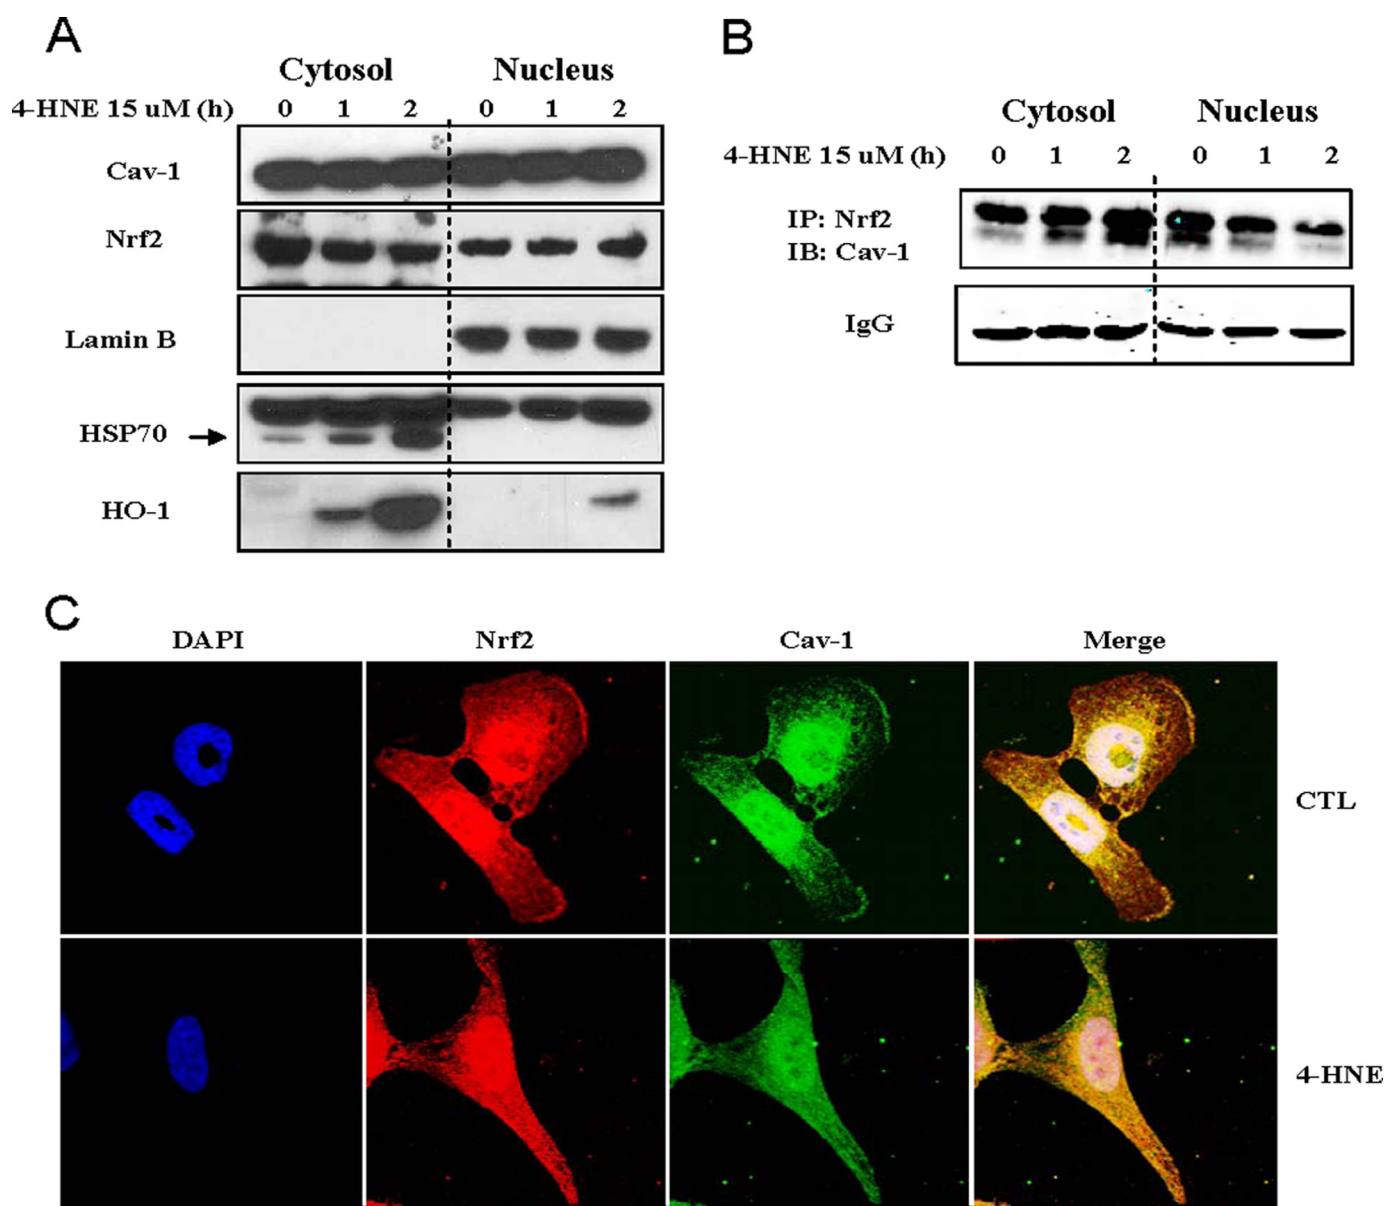 A
Cytosol Nucleus
4-HNE 15 uM (h) 0 1 2 0 1 2
Cav-1
Nrf2
Lamin B
HSP70
HO-1
B
Cytosol Nucleus
4-HNE 15 uM (h) 0 1 2 0 1 2
IP: Nrf2
IB: Cav-1
IgG
C
DAPI Nrf2 Cav-1 Merge
CTL
4-HNE